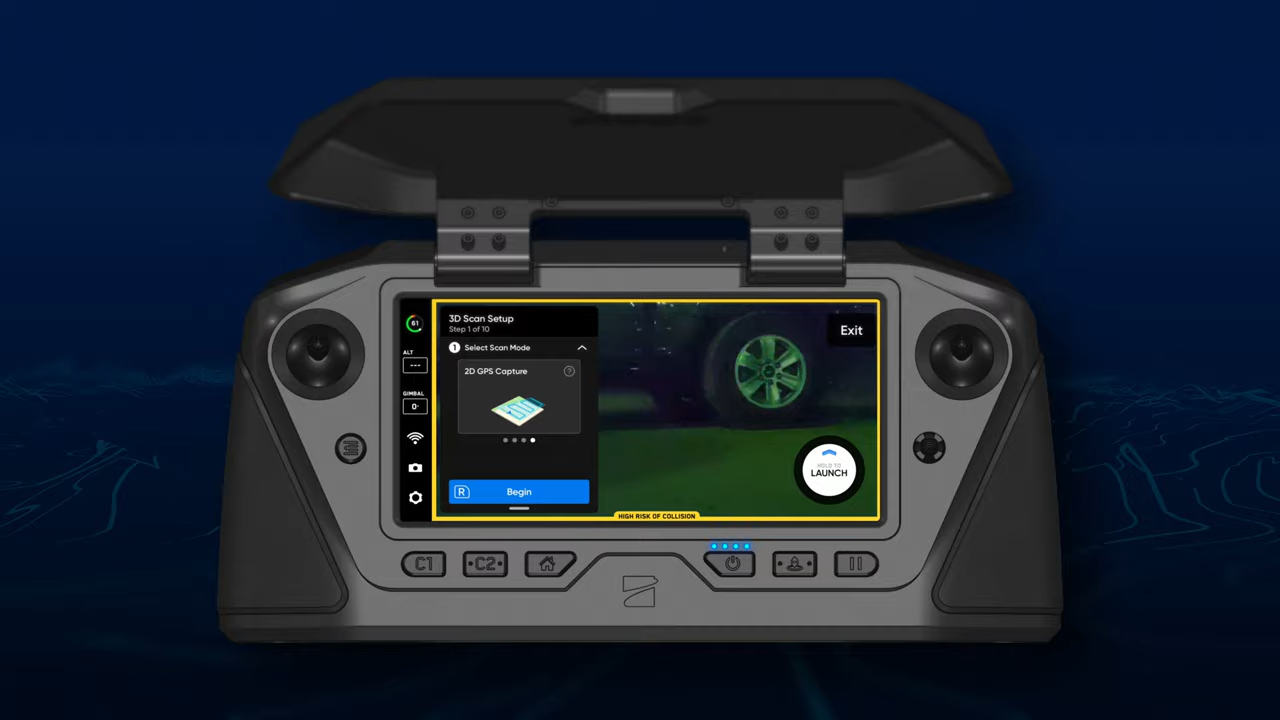 61
3D Scan Setup
Step 1 of 10
Exit
1 Select Scan Mode
ALT
---
2D GPS Capture ?
GIMBAL
0°
HOLD TO
LAUNCH
R Begin
HIGH RISK OF COLLISION
C1
C2